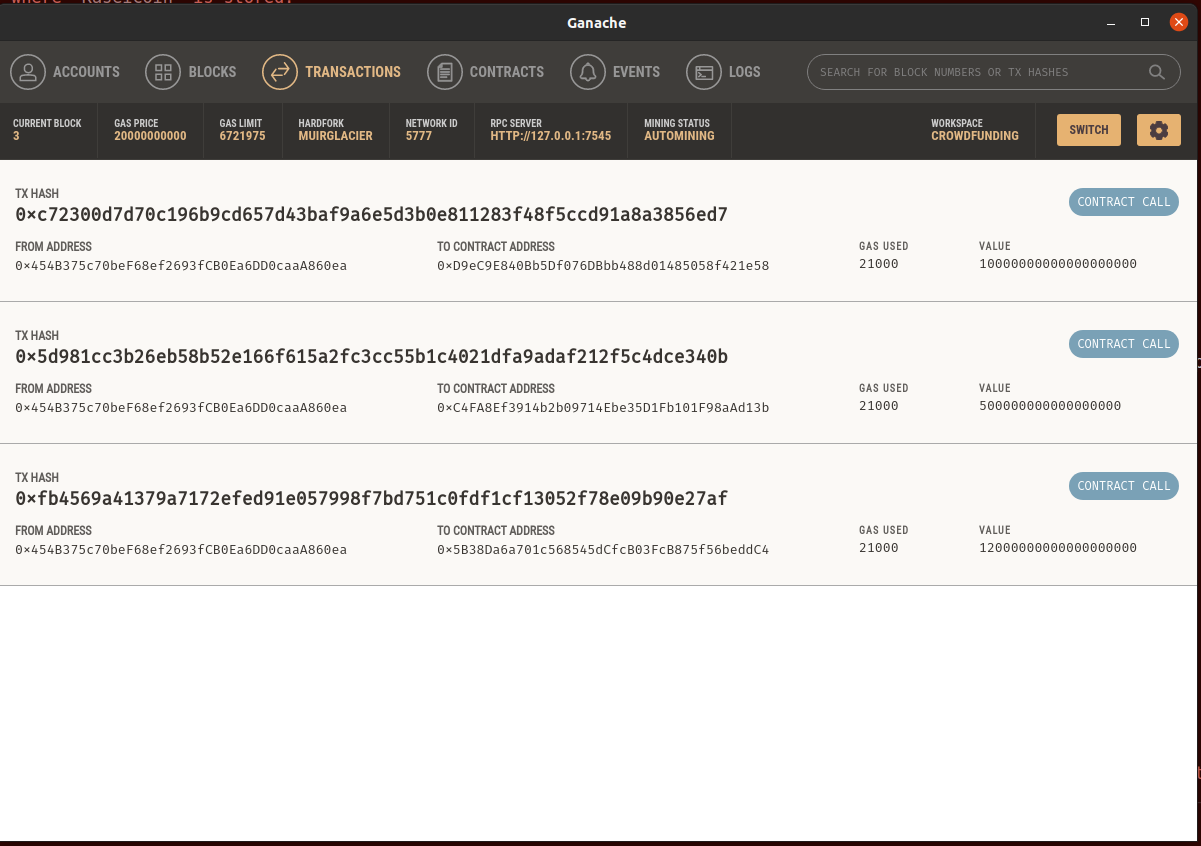 where 'KaseiCoin' is stored.
Ganache
ACCOUNTS BLOCKS TRANSACTIONS CONTRACTS EVENTS LOGS SEARCH FOR BLOCK NUMBERS OR TX HASHES
CURRENT BLOCK GAS PRICE GAS LIMIT HARDFORK NETWORK ID RPC SERVER MINING STATUS WORKSPACE
3 20000000000 6721975 MUIRGLACIER 5777 HTTP://127.0.0.1:7545 AUTOMINING CROWDFUNDING SWITCH
TX HASH
0×c72300d7d70c196b9cd657d43baf9a6e5d3b0e811283f48f5ccd91a8a3856ed7 CONTRACT CALL
FROM ADDRESS TO CONTRACT ADDRESS GAS USED VALUE
0×454B375c70beF68ef2693fCB0Ea6DD0caaA860ea 0×D9eC9E840Bb5Df076DBbb488d01485058f421e58 21000 10000000000000000000
TX HASH
0×5d981cc3b26eb58b52e166f615a2fc3cc55b1c4021dfa9adaf212f5c4dce340b CONTRACT CALL
FROM ADDRESS TO CONTRACT ADDRESS GAS USED VALUE
0×454B375c70beF68ef2693fCB0Ea6DD0caaA860ea 0×C4FA8Ef3914b2b09714Ebe35D1Fb101F98aAd13b 21000 500000000000000000
TX HASH
0×fb4569a41379a7172efed91e057998f7bd751c0fdf1cf13052f78e09b90e27af CONTRACT CALL
FROM ADDRESS TO CONTRACT ADDRESS GAS USED VALUE
0×454B375c70beF68ef2693fCB0Ea6DD0caaA860ea 0×5B38Da6a701c568545dCfcB03FcB875f56beddC4 21000 12000000000000000000